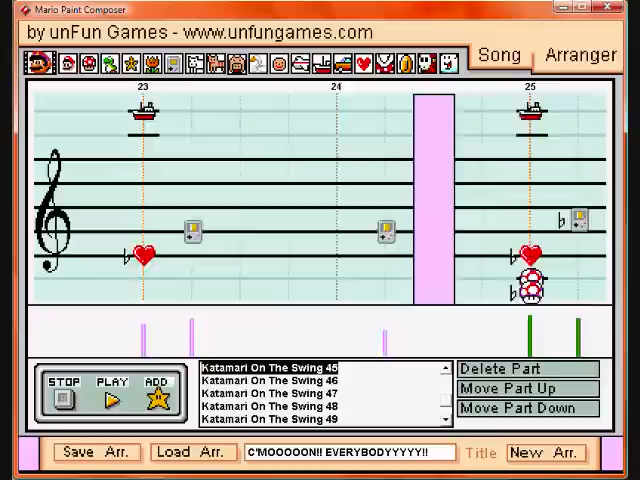 Mario Paint Composer
by unFun Games - www.unfungames.com
Song
Arranger
23
24
25
STOP
PLAY
ADD
Katamari On The Swing 45
Katamari On The Swing 46
Katamari On The Swing 47
Katamari On The Swing 48
Katamari On The Swing 49
Delete Part
Move Part Up
Move Part Down
Save Arr.
Load Arr.
C'MOOOOON!! EVERYBODYYYYY!!
Title
New Arr.